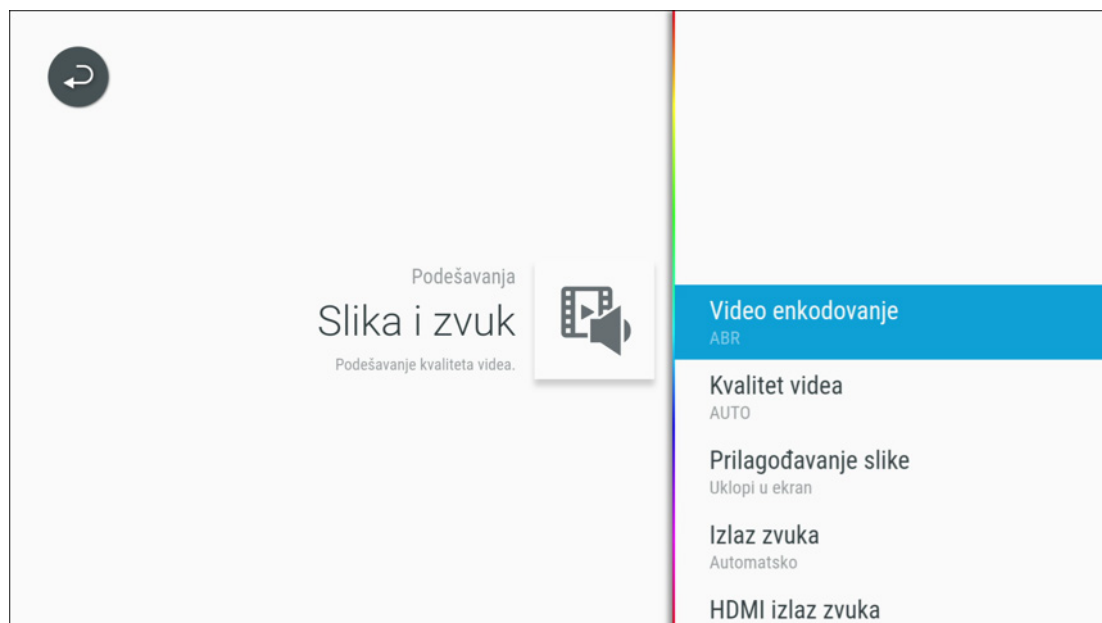 Podešavanja
Slika i zvuk
Podešavanje kvaliteta videa.
Video enkodovanje
ABR
Kvalitet videa
AUTO
Prilagođavanje slike
Uklopi u ekran
Izlaz zvuka
Automatsko
HDMI izlaz zvuka